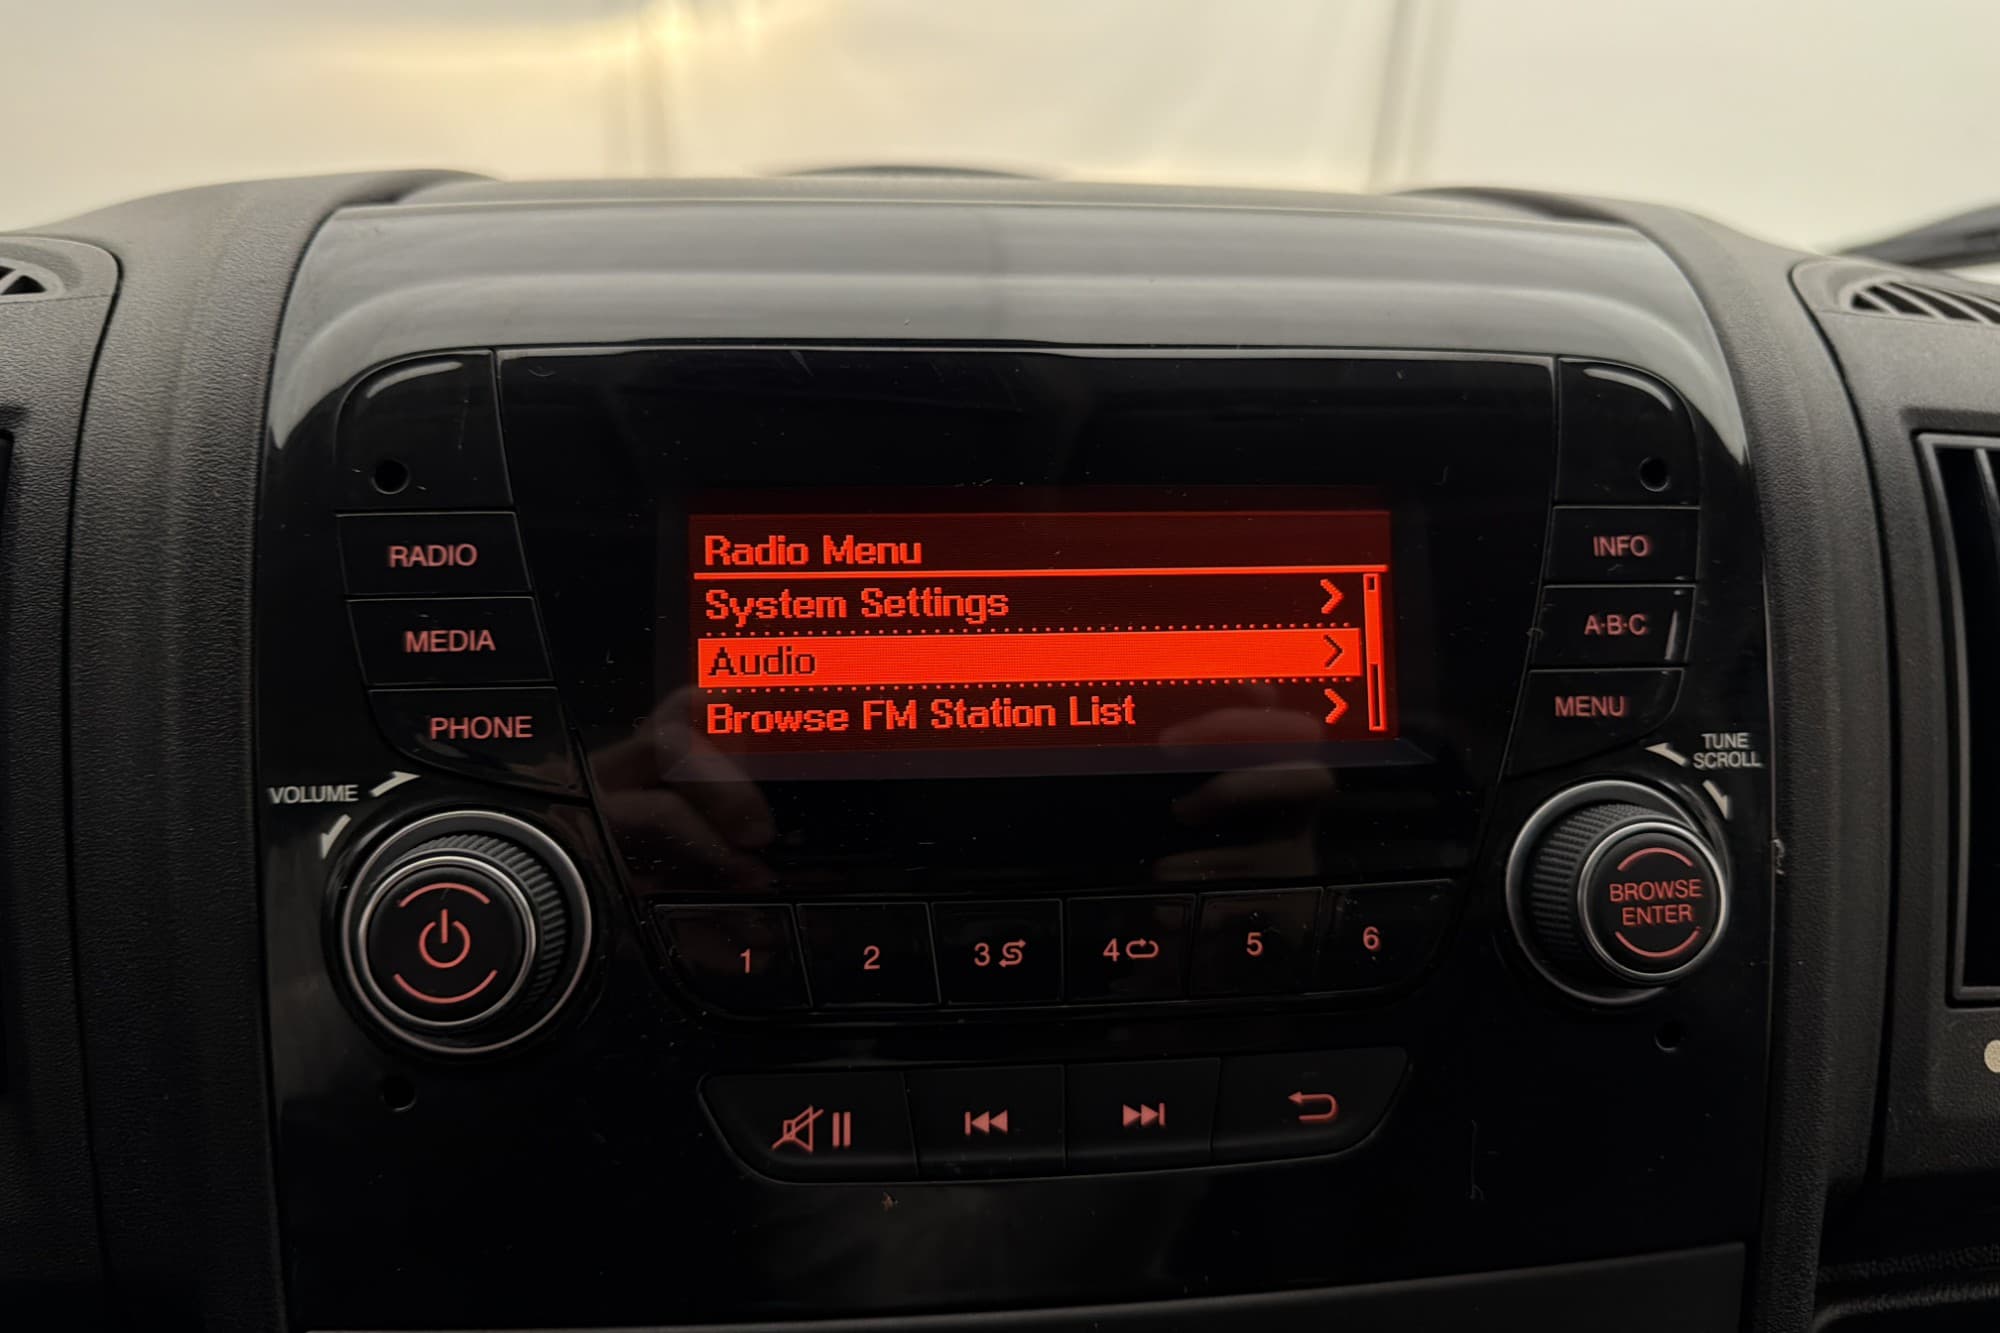 Radio Menu
System Settings
Audio
Browse FM Station List
RADIO
MEDIA
PHONE
VOLUME
INFO
A·B·C
MENU
TUNE
SCROLL
BROWSE
ENTER
1
2
3
4
5
6